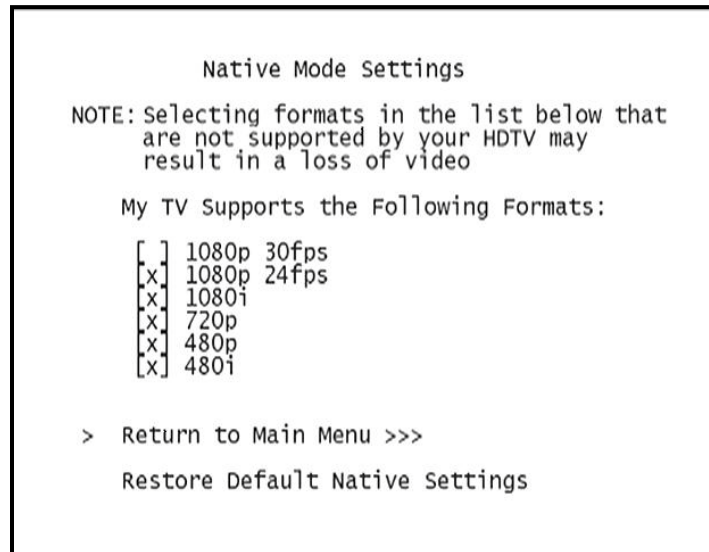 Native Mode Settings
NOTE: Selecting formats in the list below that
are not supported by your HDTV may
result in a loss of video
My TV Supports the Following Formats:
[ ] 1080p 30fps
[x] 1080p 24fps
[x] 1080i
[x] 720p
[x] 480p
[x] 480i
> Return to Main Menu >>>
Restore Default Native Settings